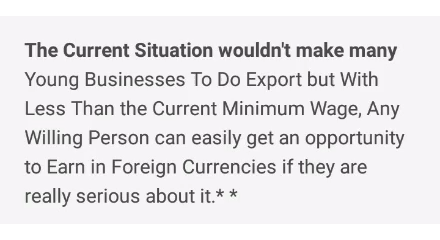 The Current Situation wouldn't make many
Young Businesses To Do Export but With
Less Than the Current Minimum Wage, Any
Willing Person can easily get an opportunity
to Earn in Foreign Currencies if they are
really serious about it.* *